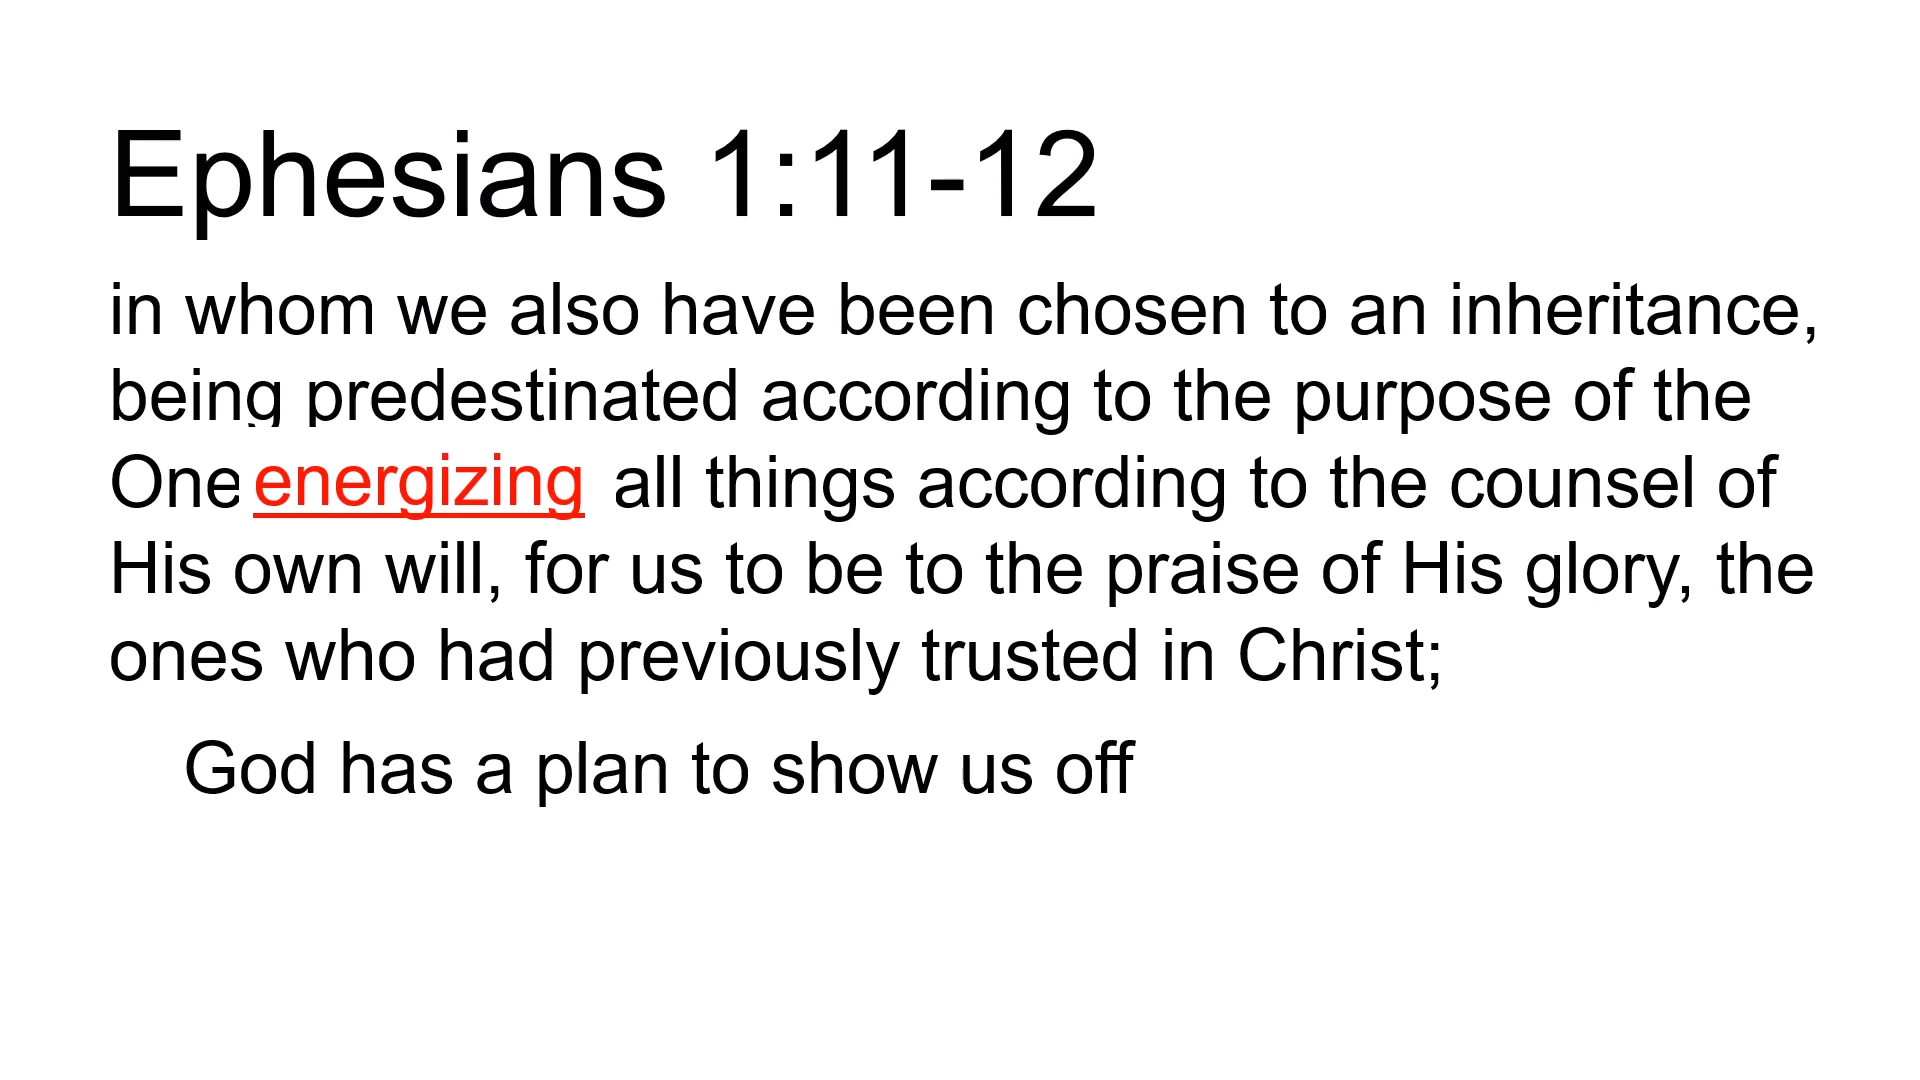 Ephesians 1:11-12
in whom we also have been chosen to an inheritance,
being predestinated according to the purpose of the
One energizing all things according to the counsel of
His own will, for us to be to the praise of His glory, the
ones who had previously trusted in Christ;
God has a plan to show us off